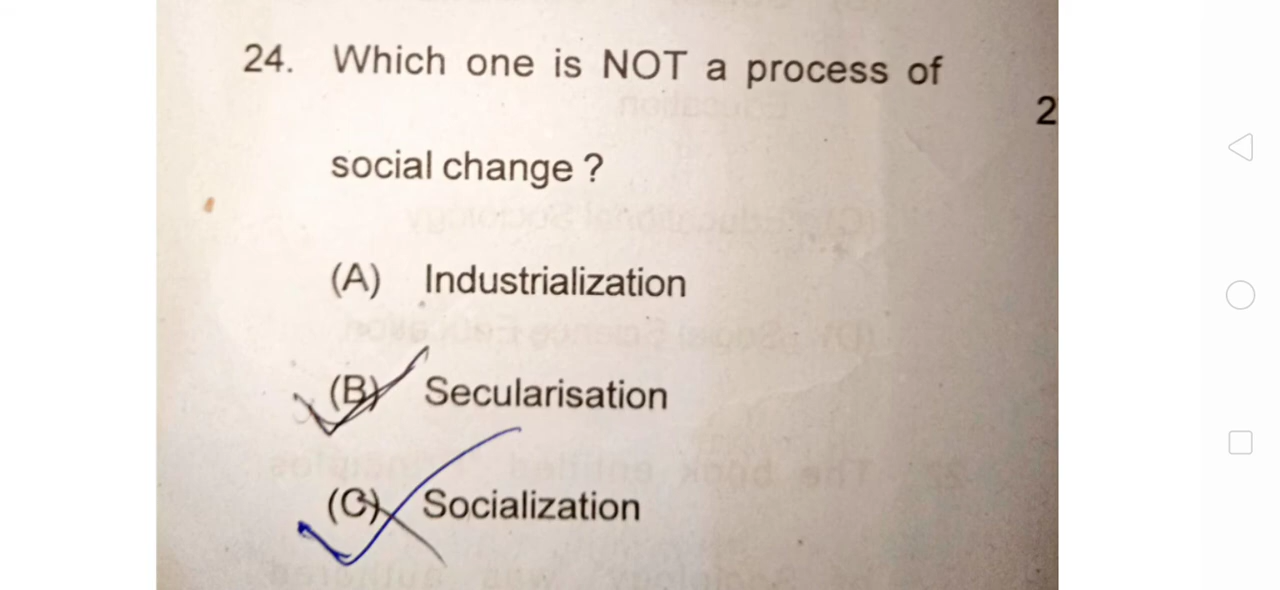 24. Which one is NOT a process of
2
social change ?
(A) Industrialization
(B) Secularisation
(C) Socialization